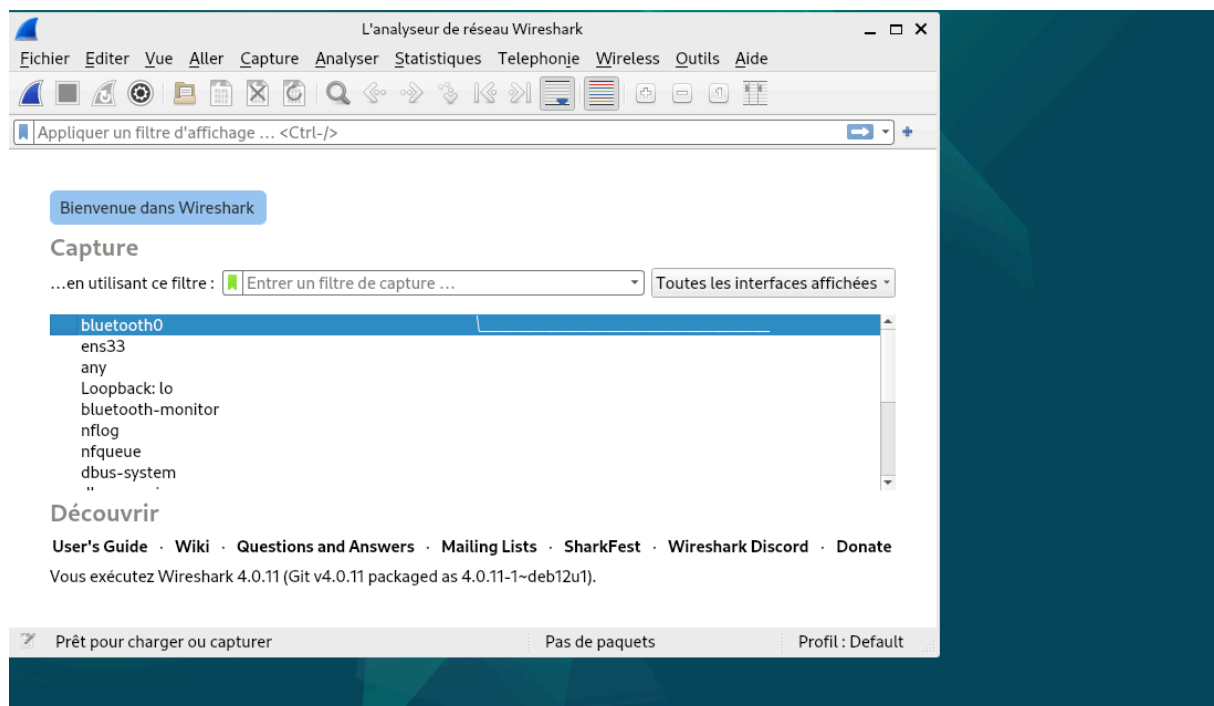 L'analyseur de réseau Wireshark
Fichier Editer Vue Aller Capture Analyser Statistiques Telephonie Wireless Outils Aide
Appliquer un filtre d'affichage … <Ctrl-/>
Bienvenue dans Wireshark
Capture
…en utilisant ce filtre : Entrer un filtre de capture … Toutes les interfaces affichées
bluetooth0
ens33
any
Loopback: lo
bluetooth-monitor
nflog
nfqueue
dbus-system
Découvrir
User's Guide · Wiki · Questions and Answers · Mailing Lists · SharkFest · Wireshark Discord · Donate
Vous exécutez Wireshark 4.0.11 (Git v4.0.11 packaged as 4.0.11-1~deb12u1).
Prêt pour charger ou capturer Pas de paquets Profil : Default